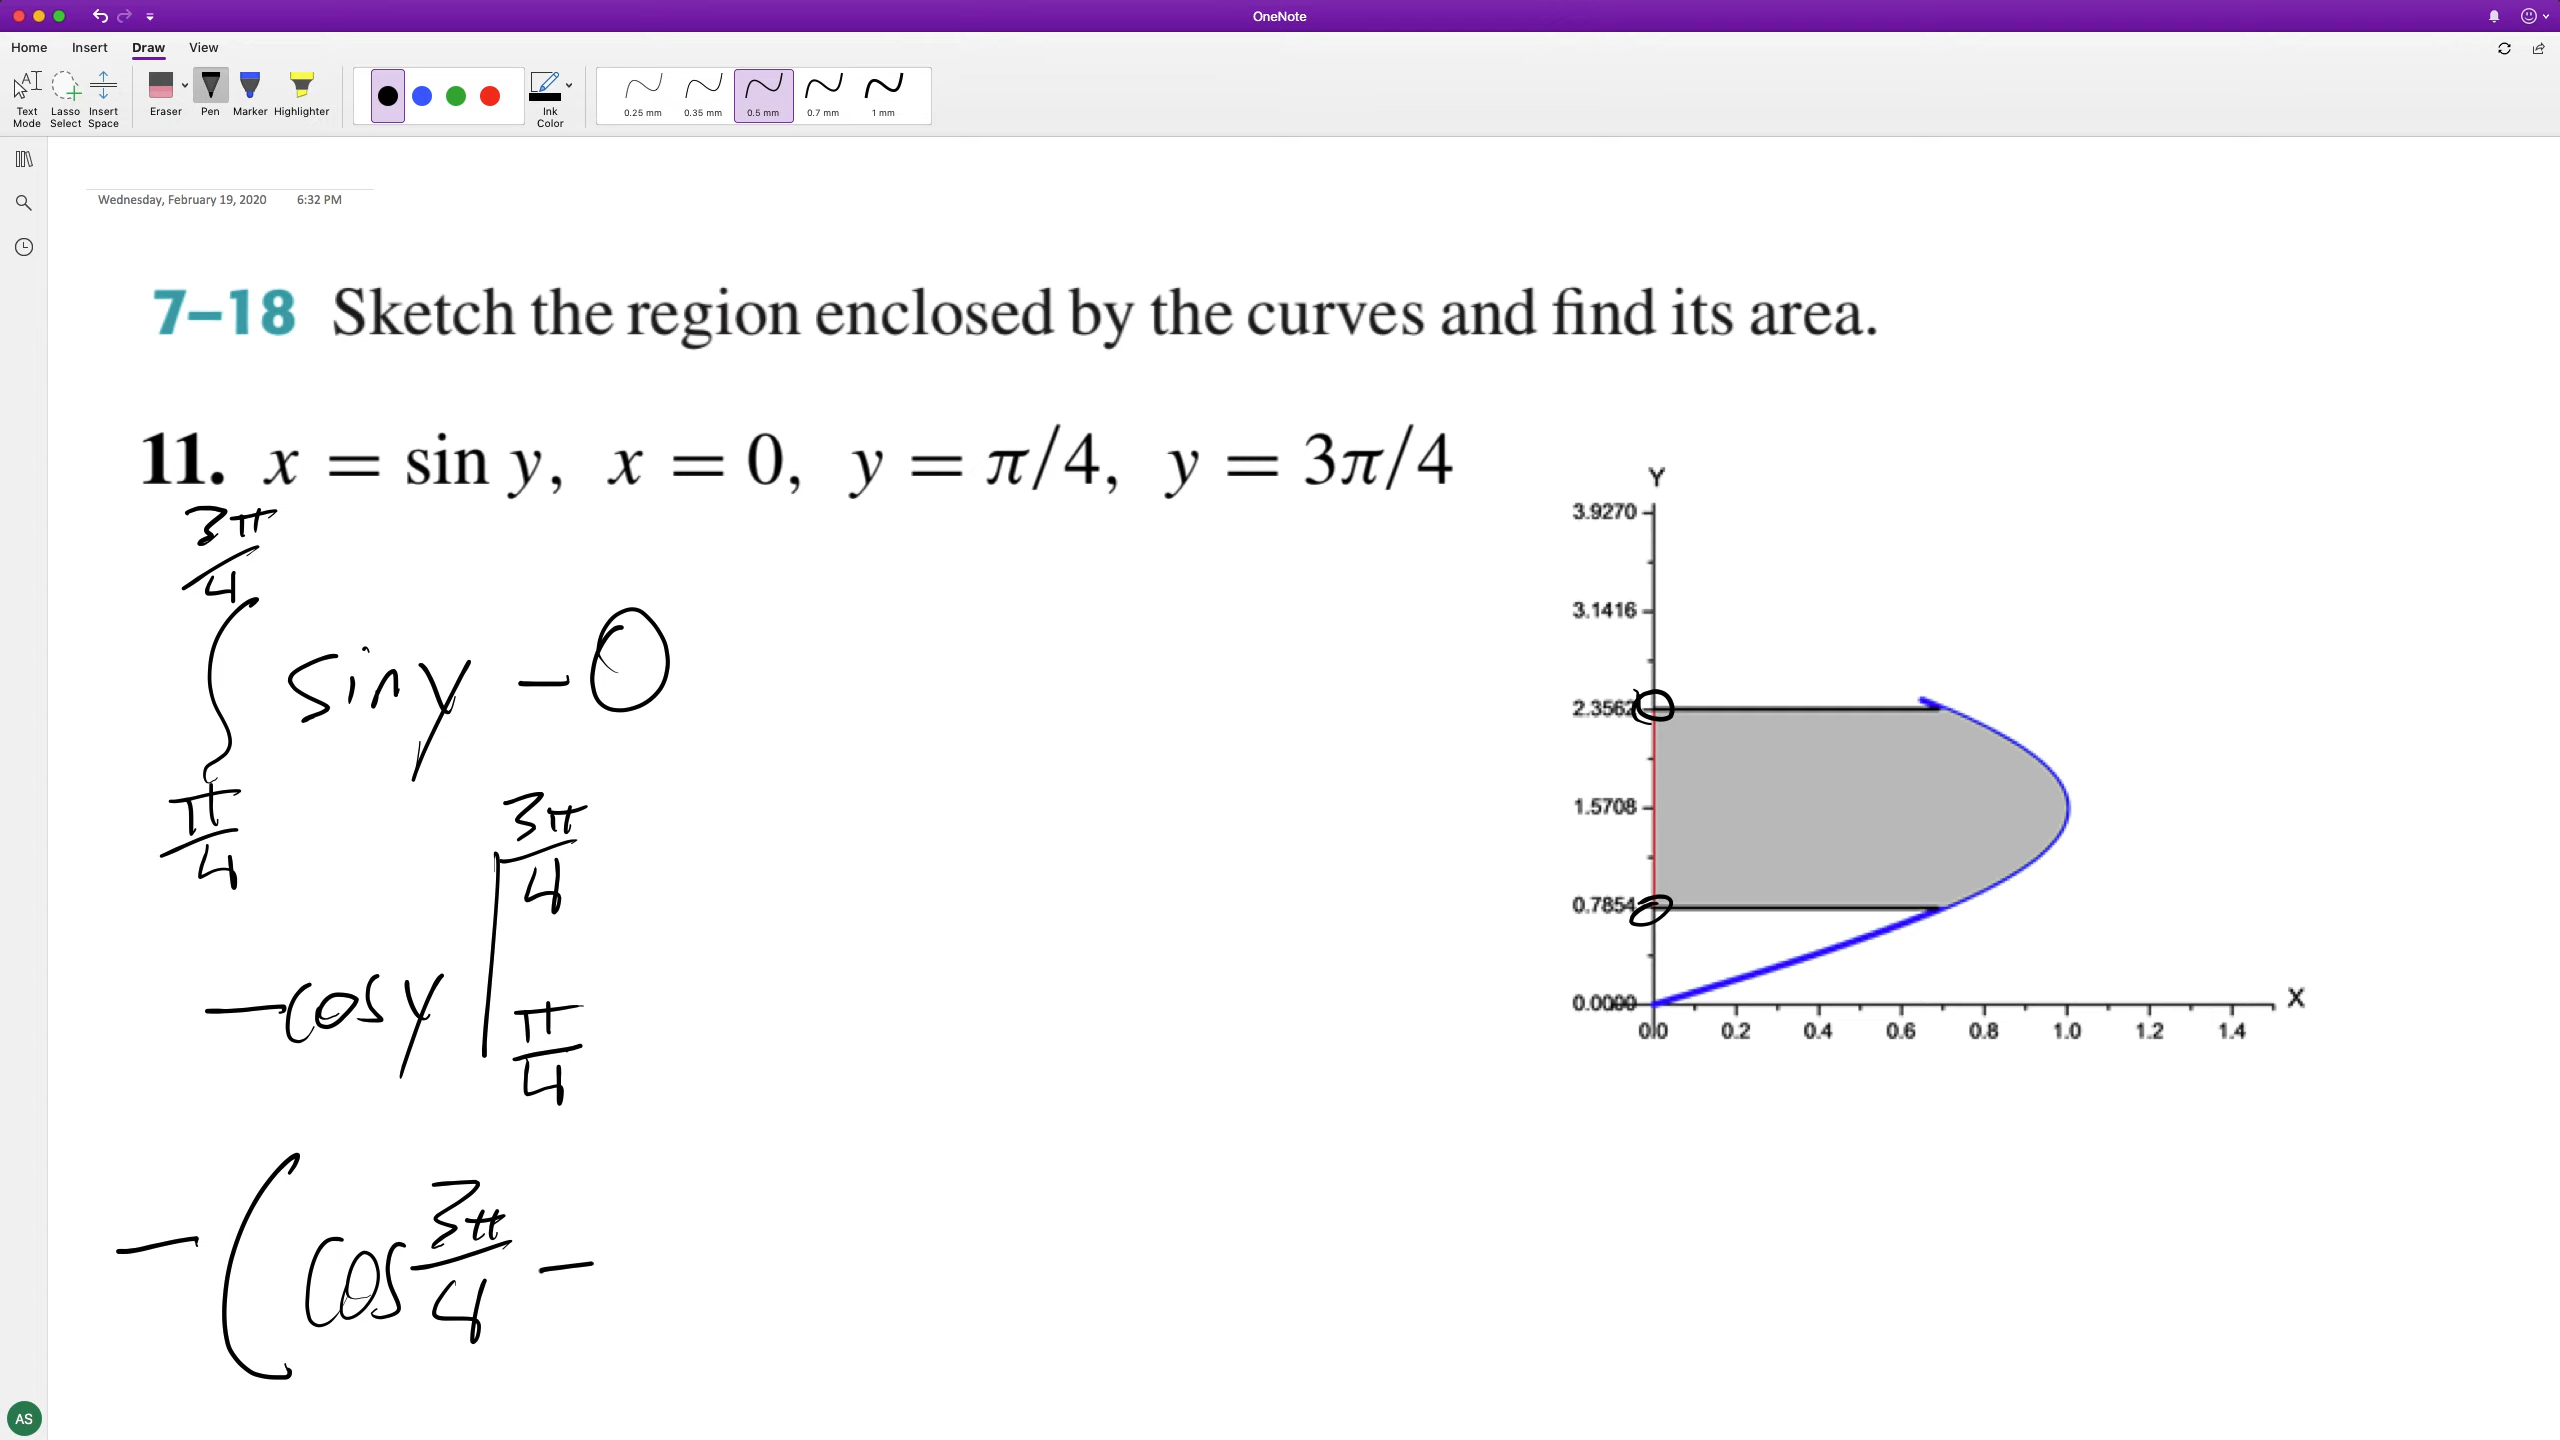 OneNote
Home Insert Draw View
Text Mode Lasso Select Insert Space Eraser Pen Marker Highlighter Ink Color 0.25 mm 0.35 mm 0.5 mm 0.7 mm 1 mm
Wednesday, February 19, 2020 6:32 PM
7–18 Sketch the region enclosed by the curves and find its area.
11. x = sin y, x = 0, y = π/4, y = 3π/4
3π/4
∫ sin y − 0
π/4
−cos y | 3π/4
π/4
−( cos 3π/4 −
Y
3.9270
3.1416
2.3562
1.5708
0.7854
0.0000
0.0 0.2 0.4 0.6 0.8 1.0 1.2 1.4
X
AS